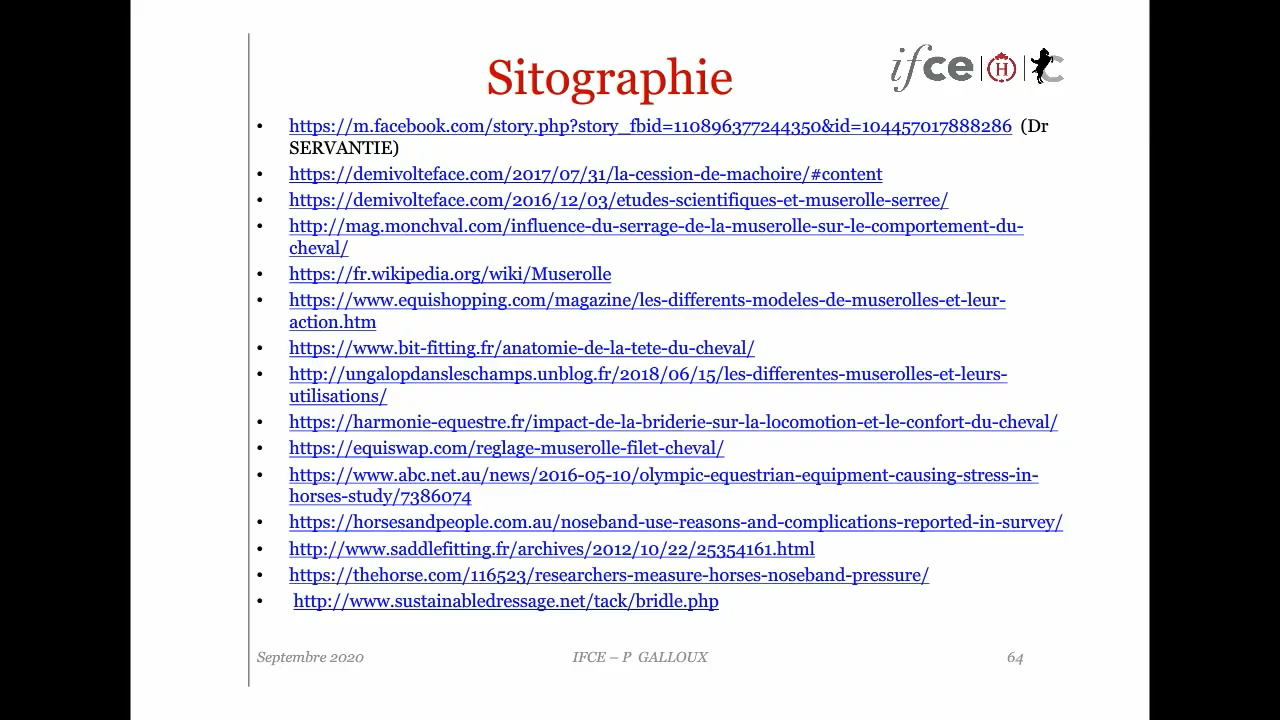 Sitographie
ifce
H
• https://m.facebook.com/story.php?story_fbid=110896377244350&id=104457017888286 (Dr
SERVANTIE)
• https://demivolteface.com/2017/07/31/la-cession-de-machoire/#content
• https://demivolteface.com/2016/12/03/etudes-scientifiques-et-muserolle-serree/
• http://mag.monchval.com/influence-du-serrage-de-la-muserolle-sur-le-comportement-du-
cheval/
• https://fr.wikipedia.org/wiki/Muserolle
• https://www.equishopping.com/magazine/les-differents-modeles-de-muserolles-et-leur-
action.htm
• https://www.bit-fitting.fr/anatomie-de-la-tete-du-cheval/
• http://ungalopdansleschamps.unblog.fr/2018/06/15/les-differentes-muserolles-et-leurs-
utilisations/
• https://harmonie-equestre.fr/impact-de-la-briderie-sur-la-locomotion-et-le-confort-du-cheval/
• https://equiswap.com/reglage-muserolle-filet-cheval/
• https://www.abc.net.au/news/2016-05-10/olympic-equestrian-equipment-causing-stress-in-
horses-study/7386074
• https://horsesandpeople.com.au/noseband-use-reasons-and-complications-reported-in-survey/
• http://www.saddlefitting.fr/archives/2012/10/22/25354161.html
• https://thehorse.com/116523/researchers-measure-horses-noseband-pressure/
• http://www.sustainabledressage.net/tack/bridle.php
Septembre 2020
IFCE – P GALLOUX
64